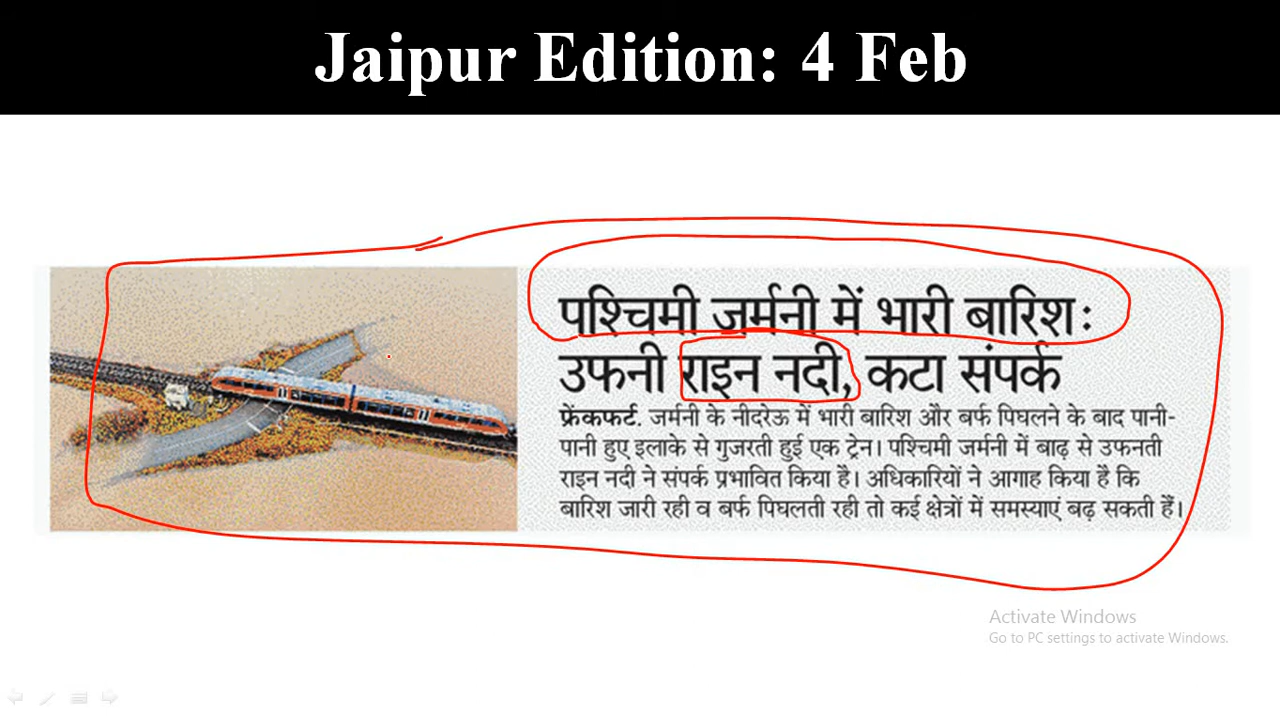 Jaipur Edition: 4 Feb
पश्चिमी जर्मनी में भारी बारिश:
उफनी राइन नदी, कटा संपर्क
फ्रेंकफर्ट. जर्मनी के नीदरेऊ में भारी बारिश और बर्फ पिघलने के बाद पानी-
पानी हुए इलाके से गुजरती हुई एक ट्रेन। पश्चिमी जर्मनी में बाढ़ से उफनती
राइन नदी ने संपर्क प्रभावित किया है। अधिकारियों ने आगाह किया है कि
बारिश जारी रही व बर्फ पिघलती रही तो कई क्षेत्रों में समस्याएं बढ़ सकती हैं।
Activate Windows
Go to PC settings to activate Windows.